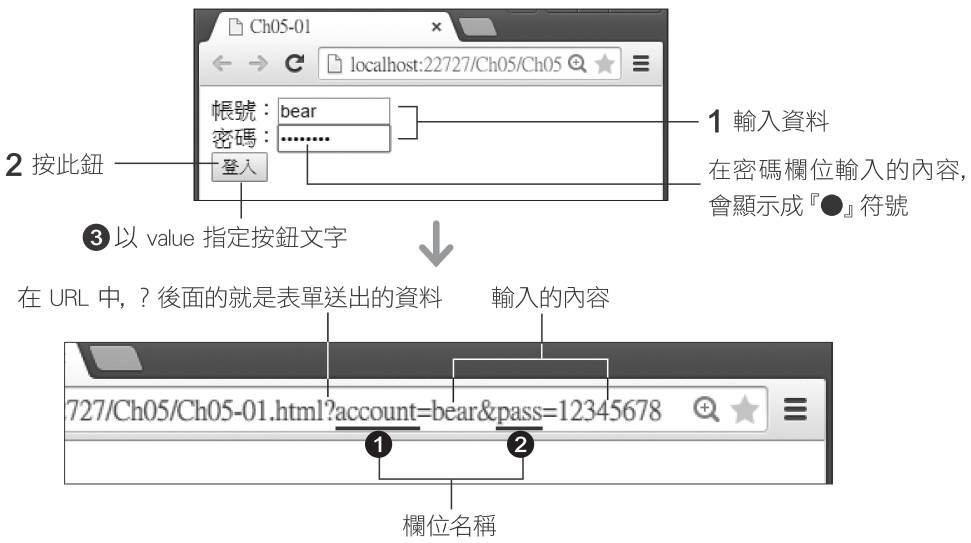 Ch05-01
localhost:22727/Ch05/Ch05
帳號：bear
密碼：••••••••
登入
1 輸入資料
2 按此鈕
在密碼欄位輸入的內容,
會顯示成『●』符號
❸以 value 指定按鈕文字
在 URL 中, ? 後面的就是表單送出的資料
輸入的內容
2727/Ch05/Ch05-01.html?account=bear&pass=12345678
❶ ❷
欄位名稱